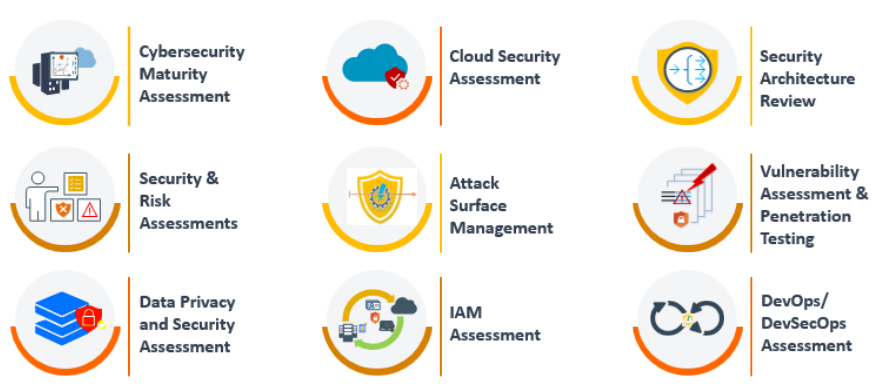 Cybersecurity
Maturity
Assessment
Cloud Security
Assessment
Security
Architecture
Review
Security &
Risk
Assessments
Attack
Surface
Management
Vulnerability
Assessment &
Penetration
Testing
Data Privacy
and Security
Assessment
IAM
Assessment
DevOps/
DevSecOps
Assessment